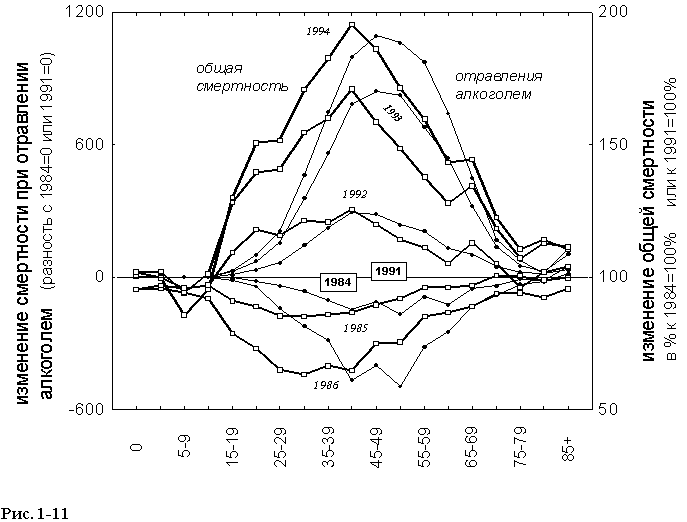 1200
200
1994
общая
смертность
отравления
алкоголем
1993
600
150
1992
0
100
1984
1991
1985
1986
-600
50
0
5-9
15-19
25-29
35-39
45-49
55-59
65-69
75-79
85+
изменение смертности при отравлении
алкоголем (разность с 1984=0 или 1991=0)
изменение общей смертности
в % к 1984=100% или к 1991=100%
Рис. 1-11